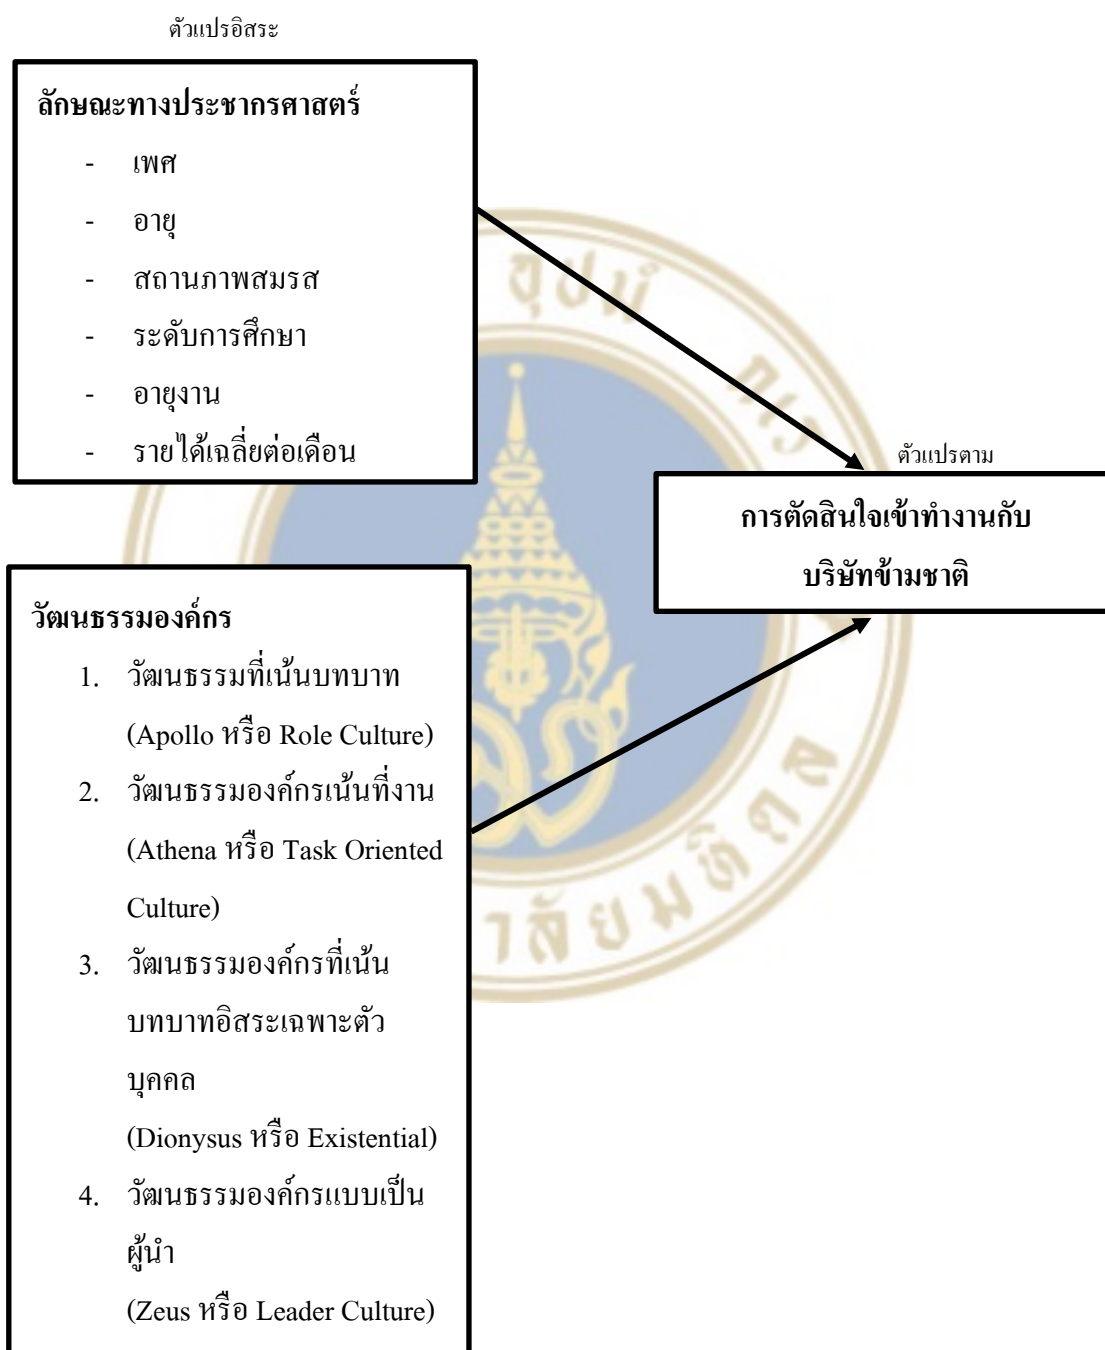 ตัวแปรอิสระ
ลักษณะทางประชากรศาสตร์
- เพศ
- อายุ
- สถานภาพสมรส
- ระดับการศึกษา
- อายุงาน
- รายได้เฉลี่ยต่อเดือน
ตัวแปรตาม
การตัดสินใจเข้าทำงานกับ
บริษัทข้ามชาติ
วัฒนธรรมองค์กร
1. วัฒนธรรมที่เน้นบทบาท
(Apollo หรือ Role Culture)
2. วัฒนธรรมองค์กรเน้นที่งาน
(Athena หรือ Task Oriented
Culture)
3. วัฒนธรรมองค์กรที่เน้น
บทบาทอิสระเฉพาะตัว
บุคคล
(Dionysus หรือ Existential)
4. วัฒนธรรมองค์กรแบบเป็น
ผู้นำ
(Zeus หรือ Leader Culture)